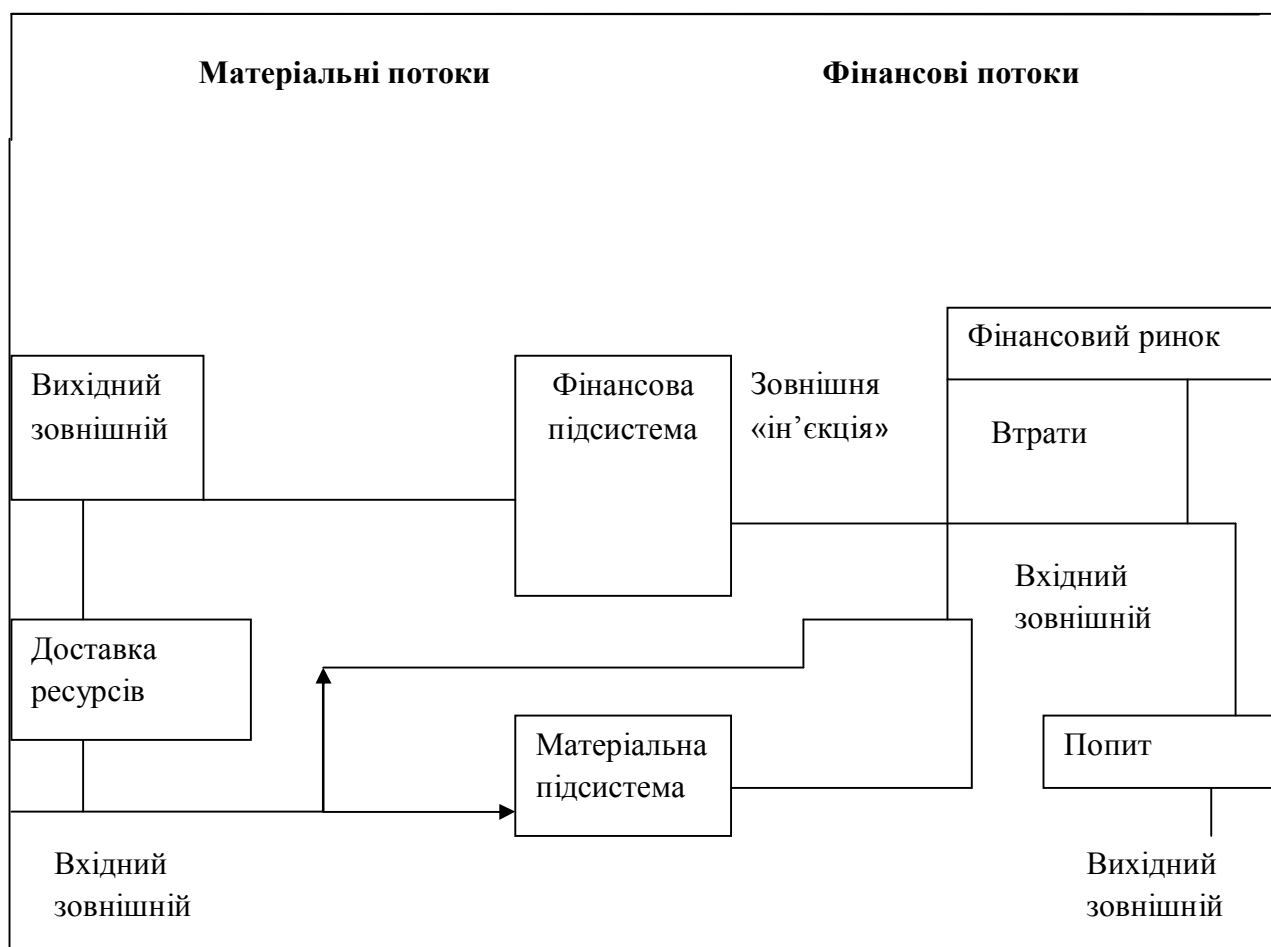 Матеріальні потоки
Фінансові потоки
Фінансовий ринок
Вихідний
зовнішній
Фінансова
підсистема
Зовнішня
«ін’єкція»
Втрати
Вхідний
зовнішній
Доставка
ресурсів
Матеріальна
підсистема
Попит
Вхідний
зовнішній
Вихідний
зовнішній